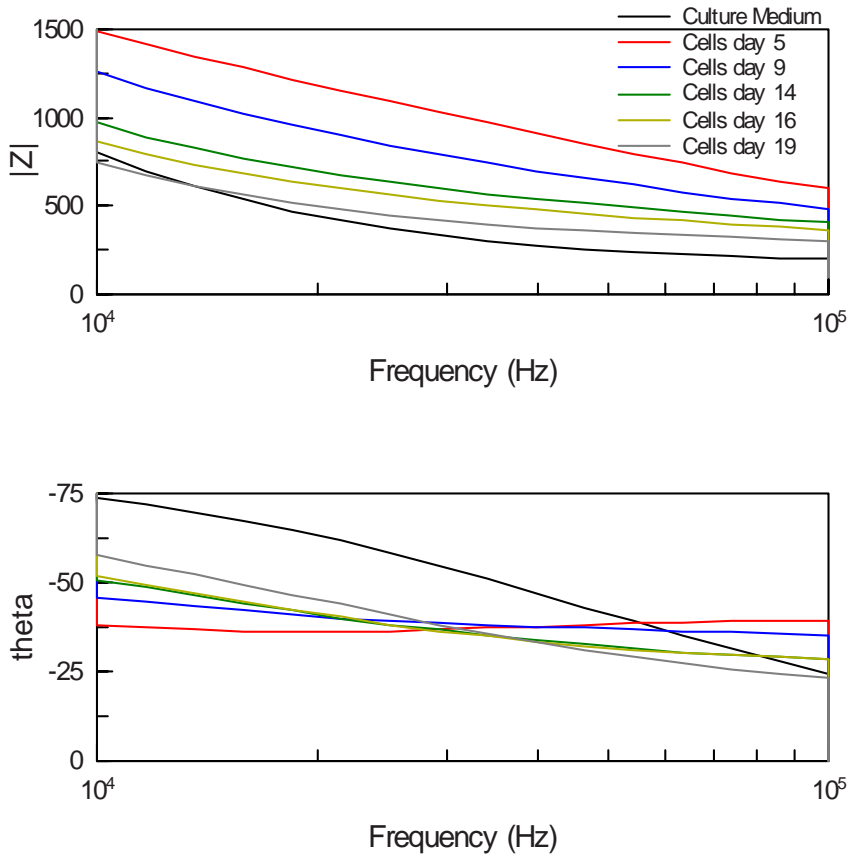 Culture Medium
Cells day 5
Cells day 9
Cells day 14
Cells day 16
Cells day 19
1500
1000
500
0
|Z|
10⁴
10⁵
Frequency (Hz)
-75
-50
-25
0
theta
10⁴
10⁵
Frequency (Hz)